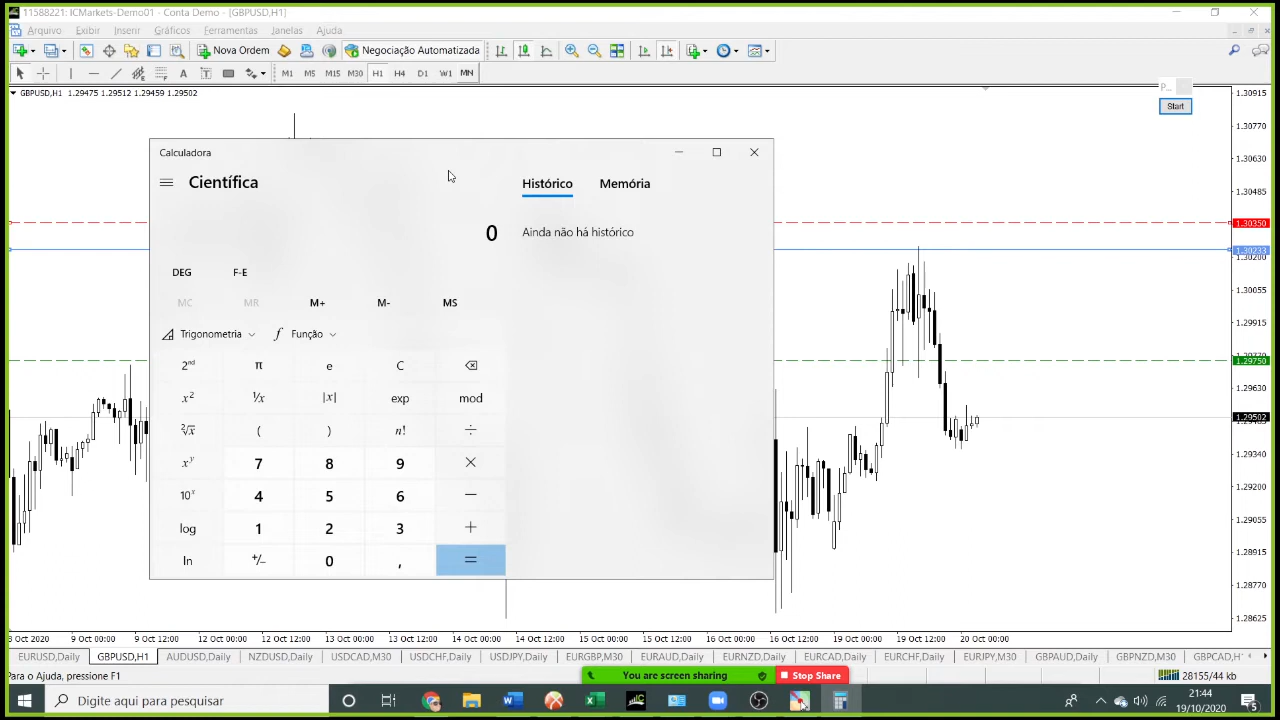 11588221: ICMarkets-Demo01 - Conta Demo - [GBPUSD,H1]
Arquivo Exibir Inserir Gráficos Ferramentas Janelas Ajuda
Nova Ordem Negociação Automatizada
A T M1 M5 M15 M30 H1 H4 D1 W1 MN
GBPUSD,H1 1.29475 1.29512 1.29459 1.29502
P...
Start
1.30915
1.30770
1.30630
1.30485
1.30350
1.30233
1.30200
1.30055
1.29915
1.29750
1.29630
1.29502
1.29340
1.29200
1.29055
1.28915
1.28770
1.28625
Calculadora
Científica
Histórico Memória
0
Ainda não há histórico
DEG F-E
MC MR M+ M- MS
Trigonometria f Função
2ⁿᵈ π e C
x² ¹/x |x| exp mod
²√x ( ) n! ÷
xʸ 7 8 9 ×
10ˣ 4 5 6 −
log 1 2 3 +
ln +/− 0 , =
Oct 2020 9 Oct 00:00 9 Oct 12:00 12 Oct 00:00 12 Oct 12:00 13 Oct 00:00 13 Oct 12:00 14 Oct 00:00 14 Oct 12:00 15 Oct 00:00 15 Oct 12:00 16 Oct 00:00 16 Oct 12:00 19 Oct 00:00 19 Oct 12:00 20 Oct 00:00
EURUSD,Daily GBPUSD,H1 AUDUSD,Daily NZDUSD,Daily USDCAD,M30 USDCHF,Daily USDJPY,Daily EURGBP,M30 EURAUD,Daily EURNZD,Daily EURCAD,Daily EURCHF,Daily EURJPY,M30 GBPAUD,Daily GBPNZD,M30 GBPCAD,H
Para o Ajuda, pressione F1
You are screen sharing Stop Share
28155/44 kb
Digite aqui para pesquisar
21:44
19/10/2020
5